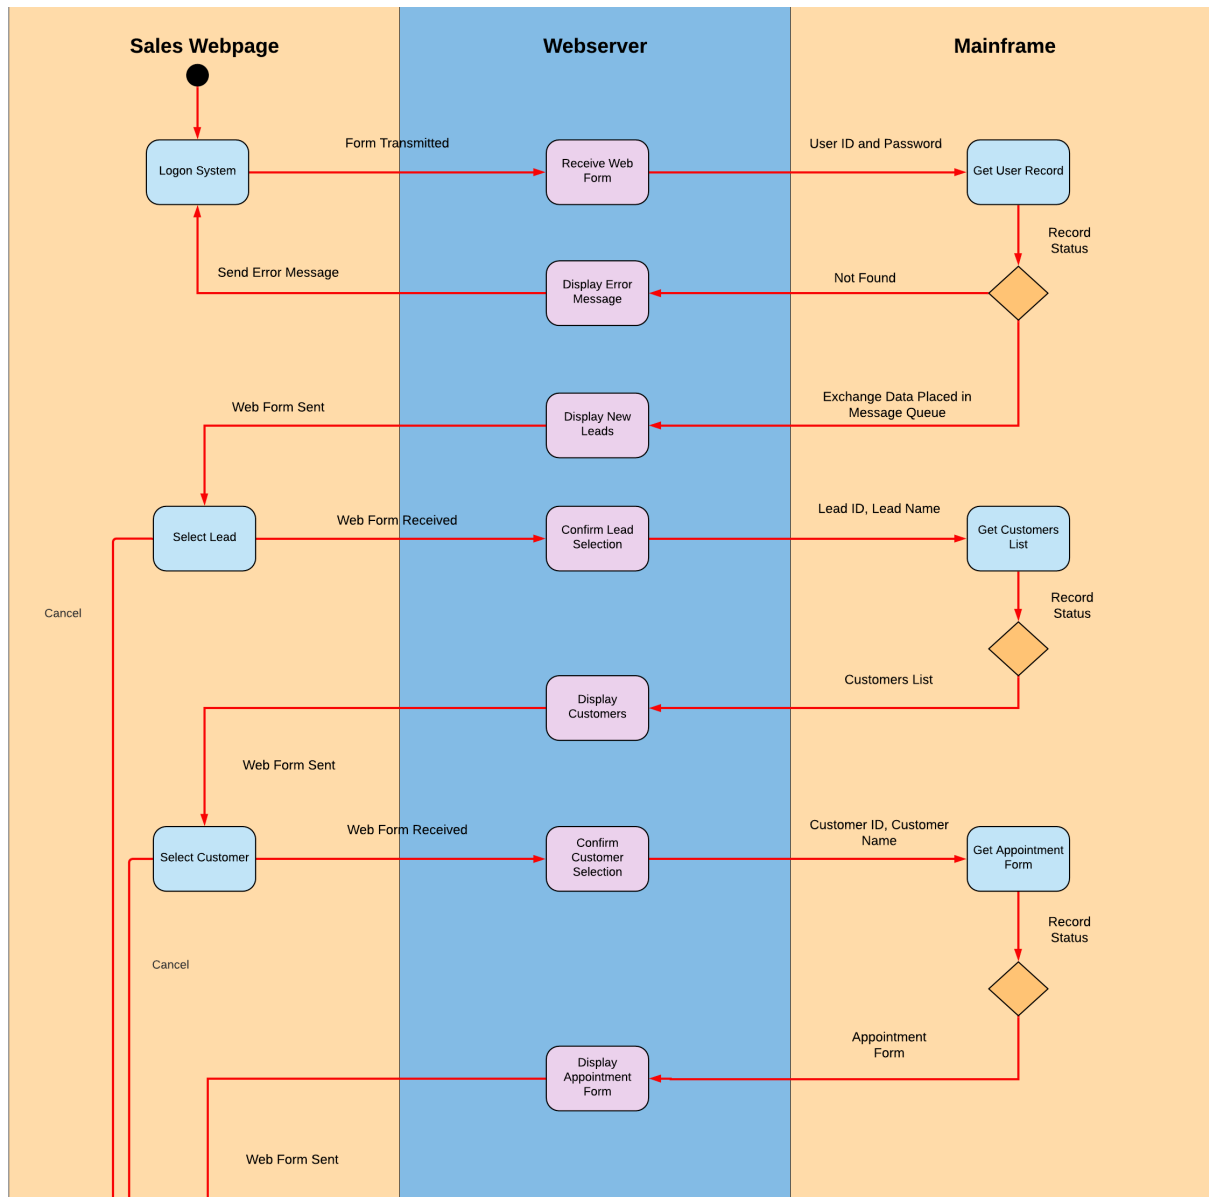 Sales Webpage
Webserver
Mainframe
Form Transmitted
User ID and Password
Logon System
Receive Web
Form
Get User Record
Record
Status
Send Error Message
Display Error
Message
Not Found
Web Form Sent
Display New
Leads
Exchange Data Placed in
Message Queue
Select Lead
Web Form Received
Confirm Lead
Selection
Lead ID, Lead Name
Get Customers
List
Cancel
Record
Status
Customers List
Display
Customers
Web Form Sent
Select Customer
Web Form Received
Confirm
Customer
Selection
Customer ID, Customer
Name
Get Appointment
Form
Record
Status
Cancel
Appointment
Form
Display
Appointment
Form
Web Form Sent